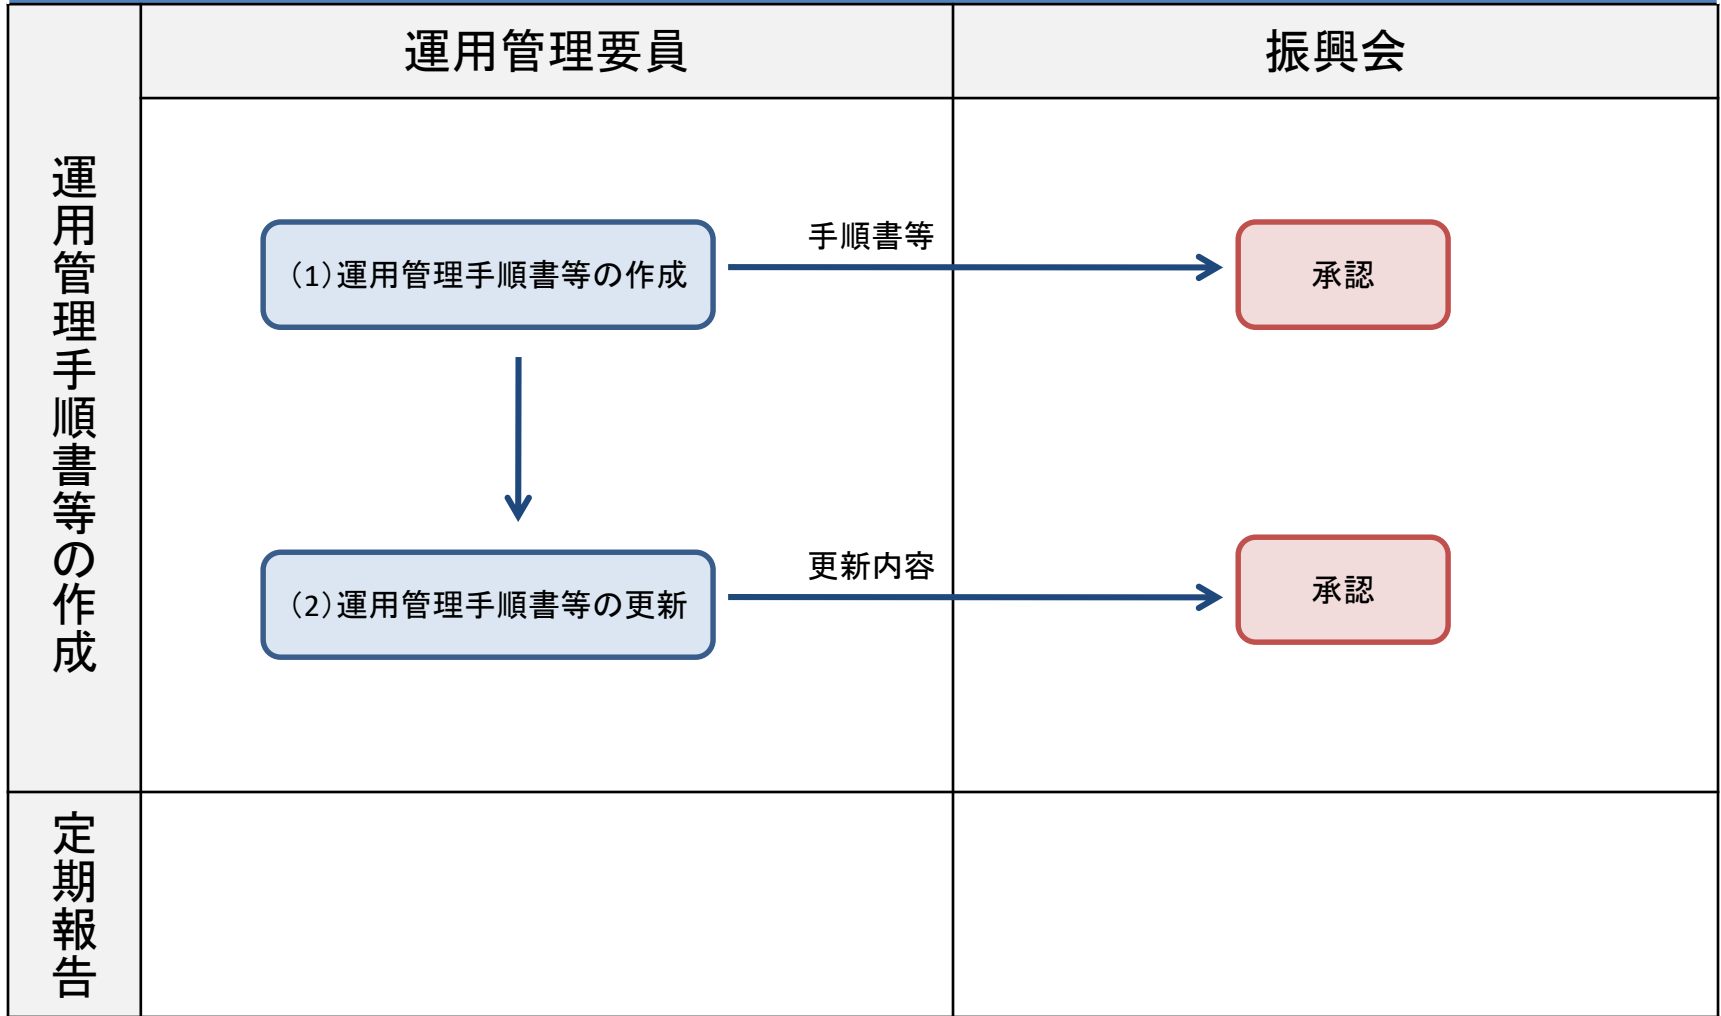 運用管理要員
振興会
運用管理手順書等の作成
(1)運用管理手順書等の作成
手順書等
承認
(2)運用管理手順書等の更新
更新内容
承認
定期報告